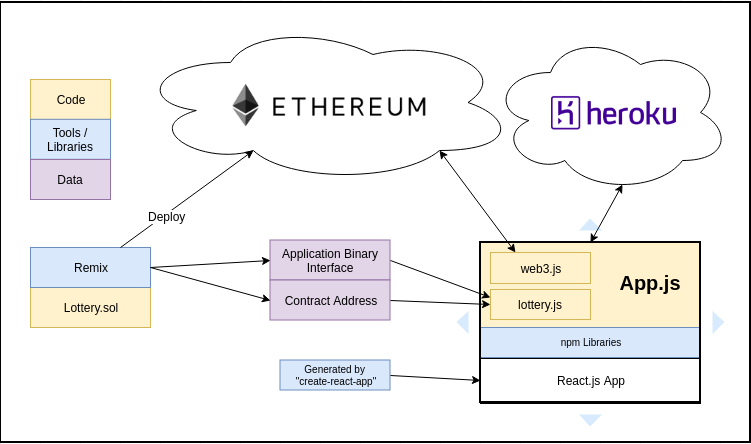 ETHEREUM
heroku
Code
Tools /
Libraries
Data
Deploy
Remix
Lottery.sol
Application Binary
Interface
Contract Address
web3.js
lottery.js
App.js
npm Libraries
React.js App
Generated by
"create-react-app"